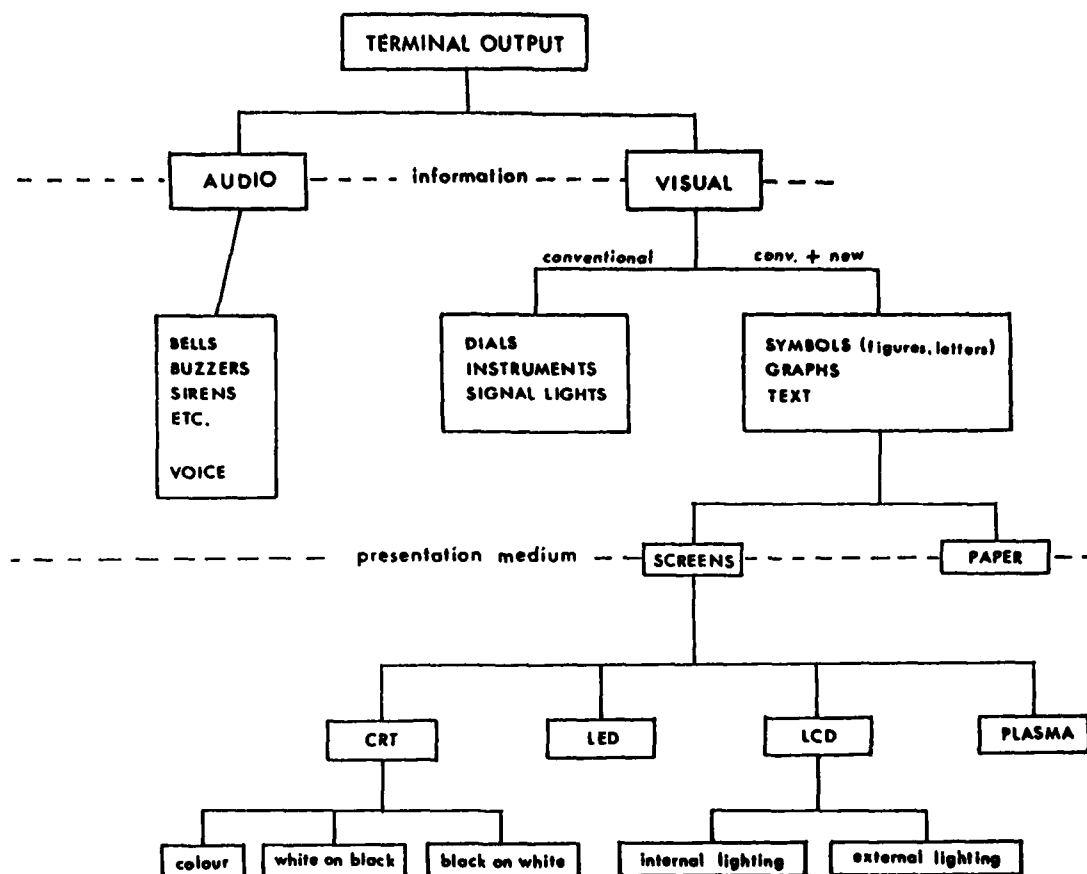 TERMINAL OUTPUT
AUDIO
information
VISUAL
conventional
conv. + new
BELLS
BUZZERS
SIRENS
ETC.
VOICE
DIALS
INSTRUMENTS
SIGNAL LIGHTS
SYMBOLS (figures, letters)
GRAPHS
TEXT
presentation medium
SCREENS
PAPER
CRT
LED
LCD
PLASMA
colour
white on black
black on white
internal lighting
external lighting